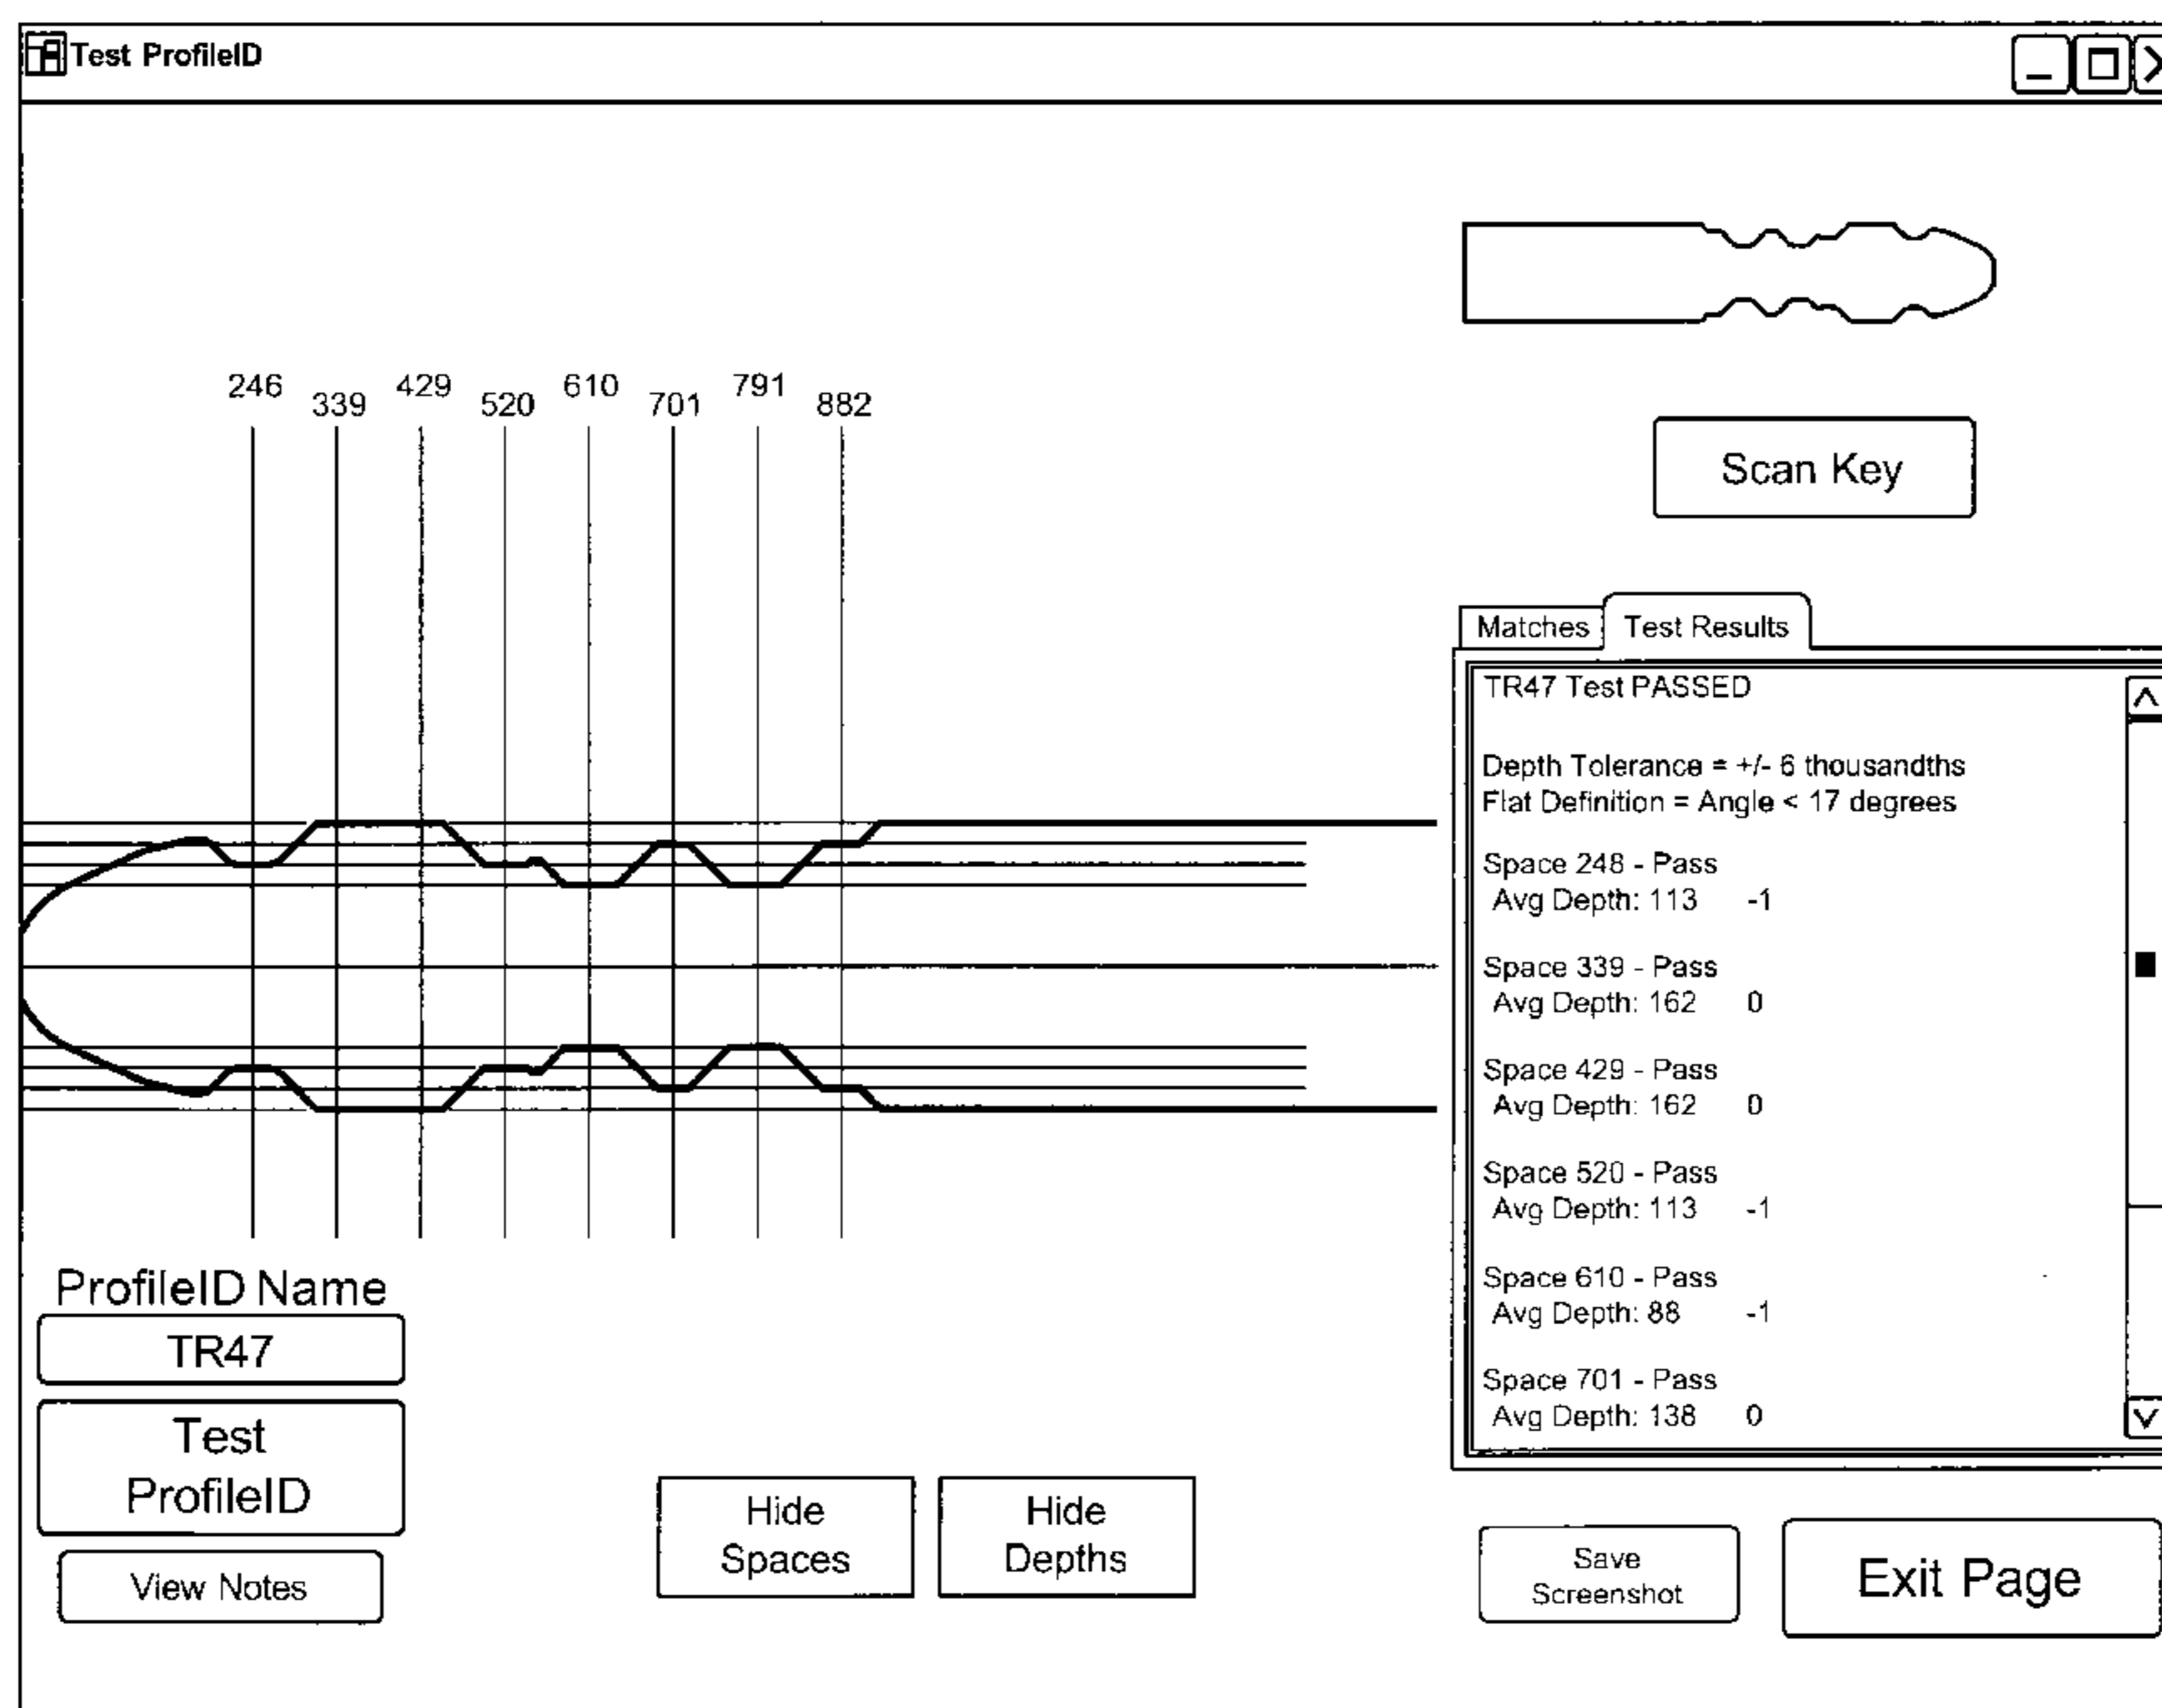 Test ProfileID
246 339 429 520 610 701 791 882
Scan Key
Matches Test Results
TR47 Test PASSED
Depth Tolerance = +/- 6 thousandths
Flat Definition = Angle < 17 degrees
Space 248 - Pass
Avg Depth: 113 -1
Space 339 - Pass
Avg Depth: 162 0
Space 429 - Pass
Avg Depth: 162 0
Space 520 - Pass
Avg Depth: 113 -1
Space 610 - Pass
Avg Depth: 88 -1
Space 701 - Pass
Avg Depth: 138 0
ProfileID Name
TR47
Test
ProfileID
View Notes
Hide
Spaces
Hide
Depths
Save
Screenshot
Exit Page